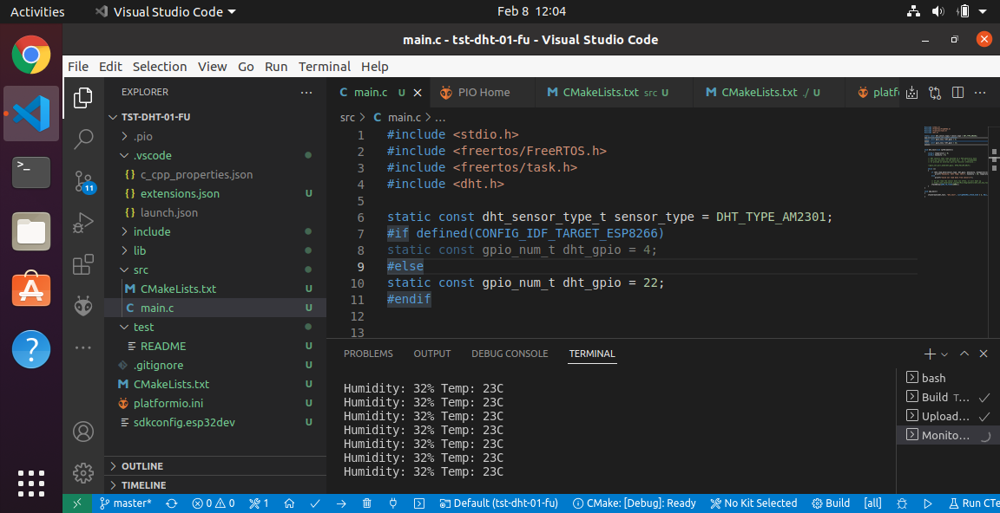 Activities Visual Studio Code Feb 8 12:04
main.c - tst-dht-01-fu - Visual Studio Code
File Edit Selection View Go Run Terminal Help
EXPLORER ...
TST-DHT-01-FU
.pio
.vscode
{} c_cpp_properties.json
{} extensions.json U
{} launch.json
include
lib
src
M CMakeLists.txt U
C main.c U
test
README U
.gitignore U
M CMakeLists.txt U
platformio.ini U
sdkconfig.esp32dev U
OUTLINE
TIMELINE
11
C main.c U PIO Home M CMakeLists.txt src U M CMakeLists.txt ./ U platf
src > C main.c > ...
1 #include <stdio.h>
2 #include <freertos/FreeRTOS.h>
3 #include <freertos/task.h>
4 #include <dht.h>
5
6 static const dht_sensor_type_t sensor_type = DHT_TYPE_AM2301;
7 #if defined(CONFIG_IDF_TARGET_ESP8266)
8 static const gpio_num_t dht_gpio = 4;
9 #else
10 static const gpio_num_t dht_gpio = 22;
11 #endif
12
13
PROBLEMS OUTPUT DEBUG CONSOLE TERMINAL
Humidity: 32% Temp: 23C
Humidity: 32% Temp: 23C
Humidity: 32% Temp: 23C
Humidity: 32% Temp: 23C
Humidity: 32% Temp: 23C
Humidity: 32% Temp: 23C
Humidity: 32% Temp: 23C
bash
Build T...
Upload...
Monito...
master* 0 0 1 Default (tst-dht-01-fu) CMake: [Debug]: Ready No Kit Selected Build [all] Run CTe